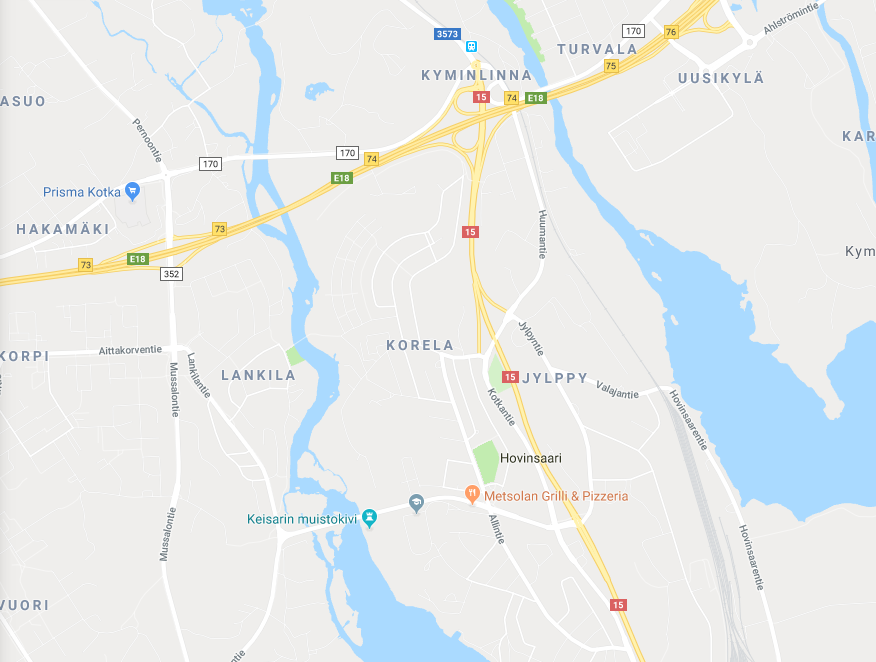 170
76
Ahlströmintie
3573
TURVALA
75
KYMINLINNA
UUSIKYLÄ
15
74
E18
ASUO
Pernoontie
KAR
170
170
74
E18
Prisma Kotka
HAKAMÄKI
73
15
Huumantie
Kym
E18
73
352
Jylpyntie
KORELA
KORPI
Aittakorventie
LANKILA
Lankilantie
Mussalontie
15
JYLPPY
Valajantie
Kotkantie
Hovinsaarentie
Hovinsaari
Metsolan Grilli & Pizzeria
Keisarin muistokivi
Allintie
Mussalontie
Hovinsaarentie
VUORI
15
ntie